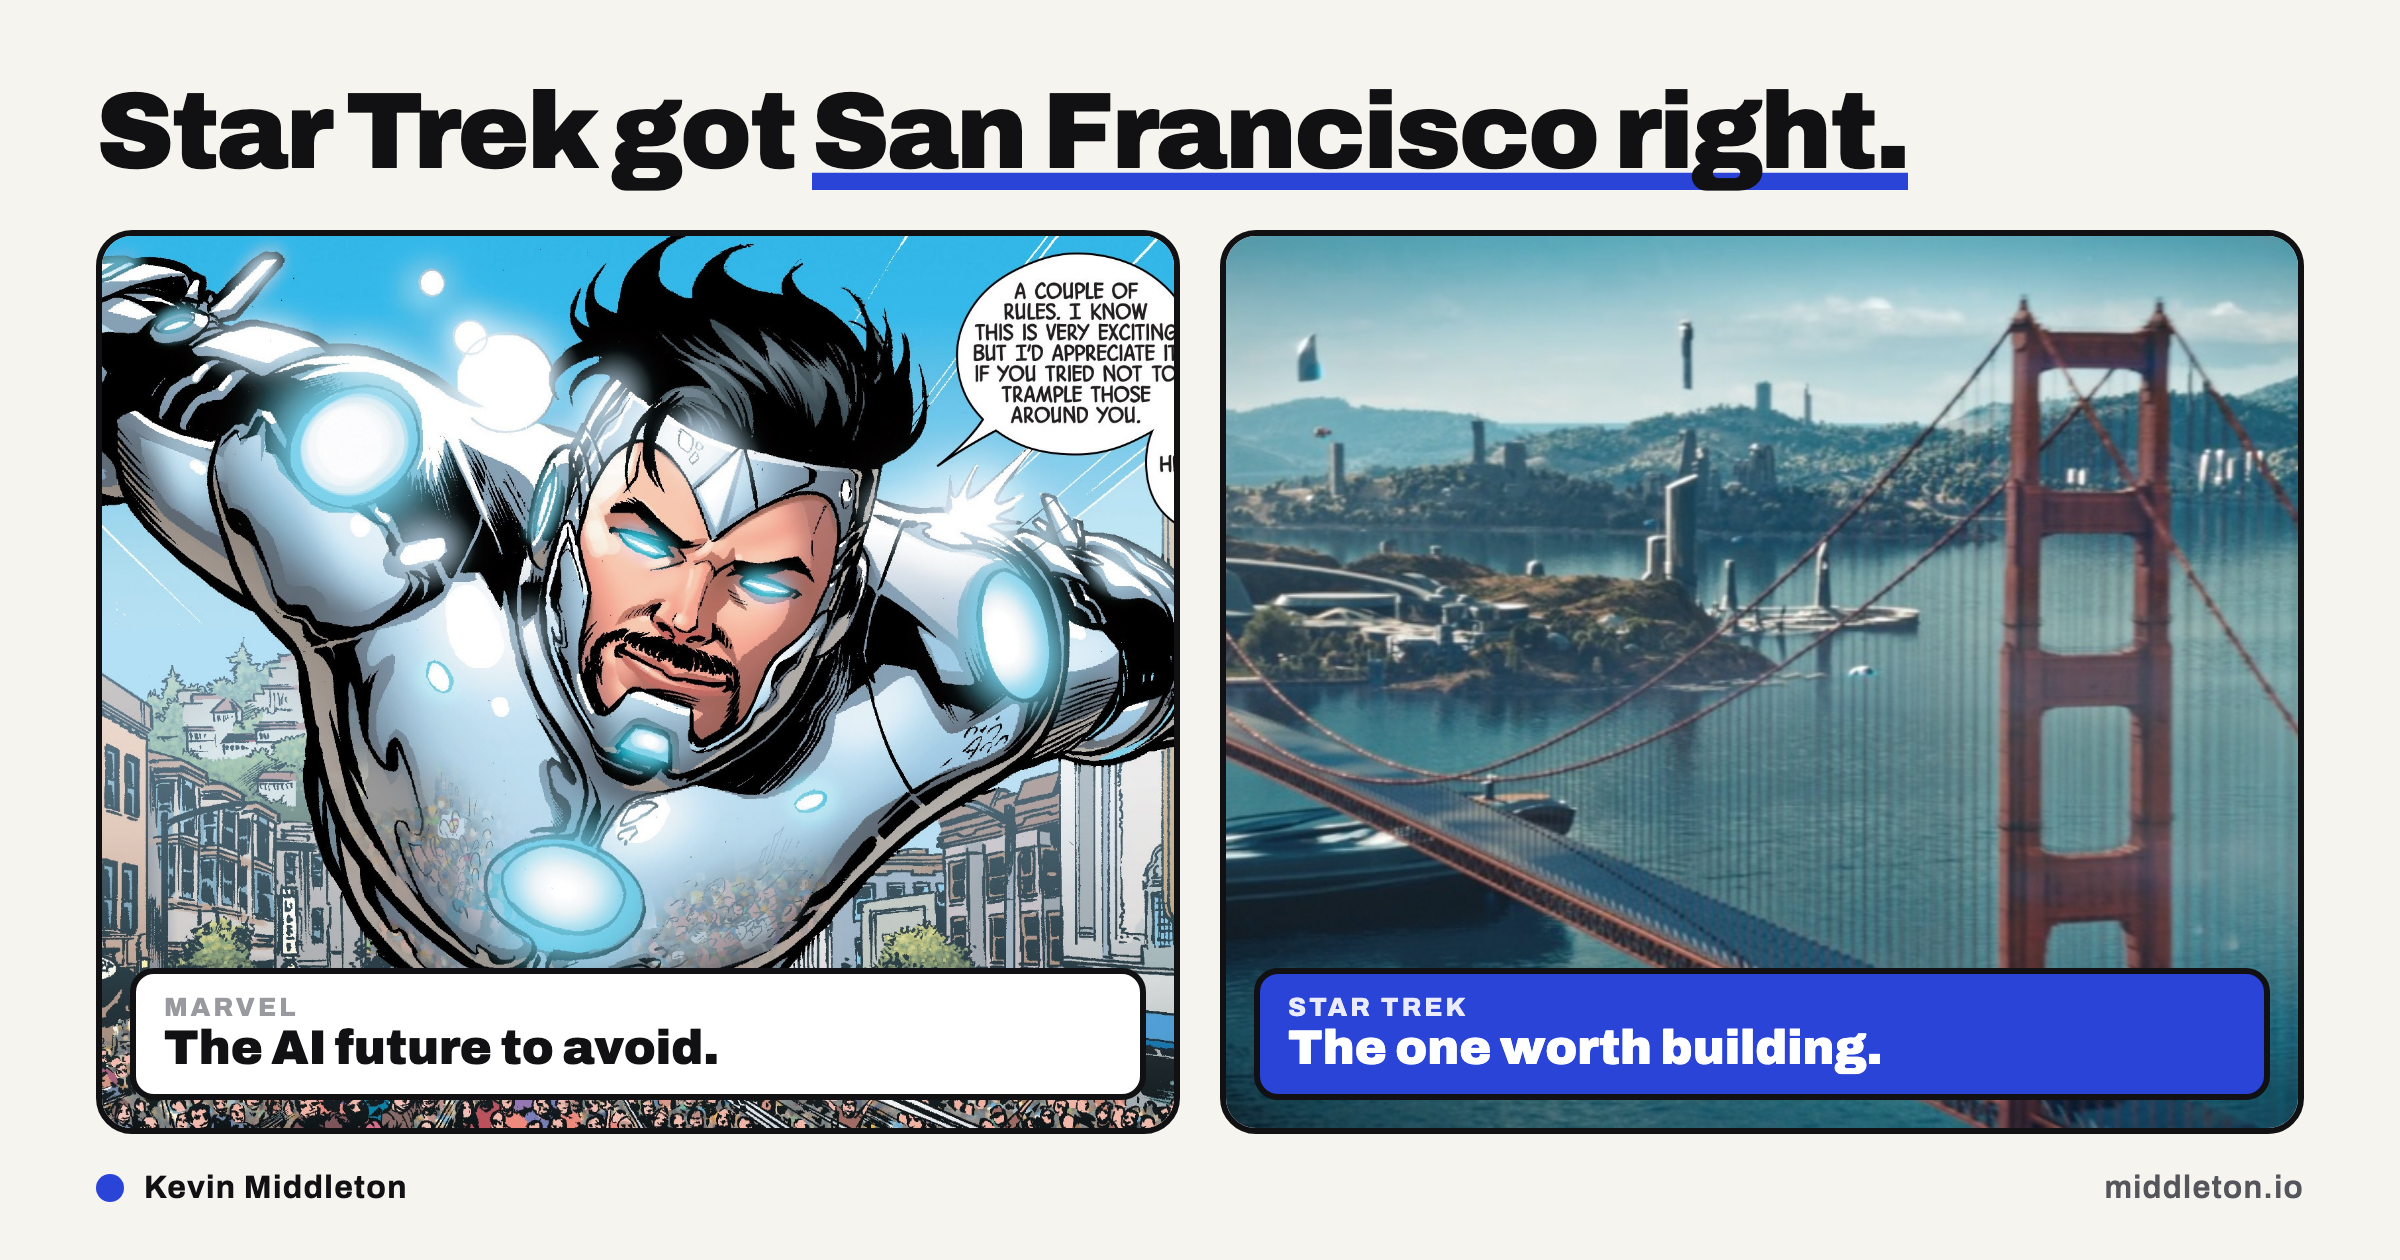 Star Trek got San Francisco right.
A COUPLE OF
RULES. I KNOW
THIS IS VERY EXCITING
BUT I'D APPRECIATE IT
IF YOU TRIED NOT TO
TRAMPLE THOSE
AROUND YOU.
MARVEL
The AI future to avoid.
STAR TREK
The one worth building.
Kevin Middleton
middleton.io